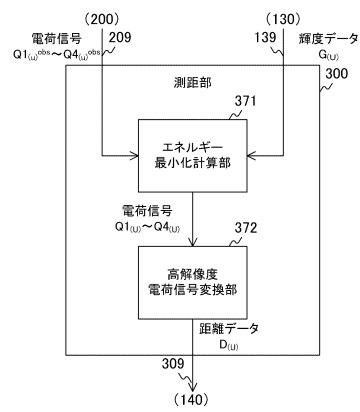 (200)
(130)
電荷信号
Q1(u)obs～Q4(u)obs
209
139
輝度データ
G(U)
300
測距部
371
エネルギー
最小化計算部
電荷信号
Q1(U)～Q4(U)
372
高解像度
電荷信号変換部
距離データ
D(U)
309
(140)